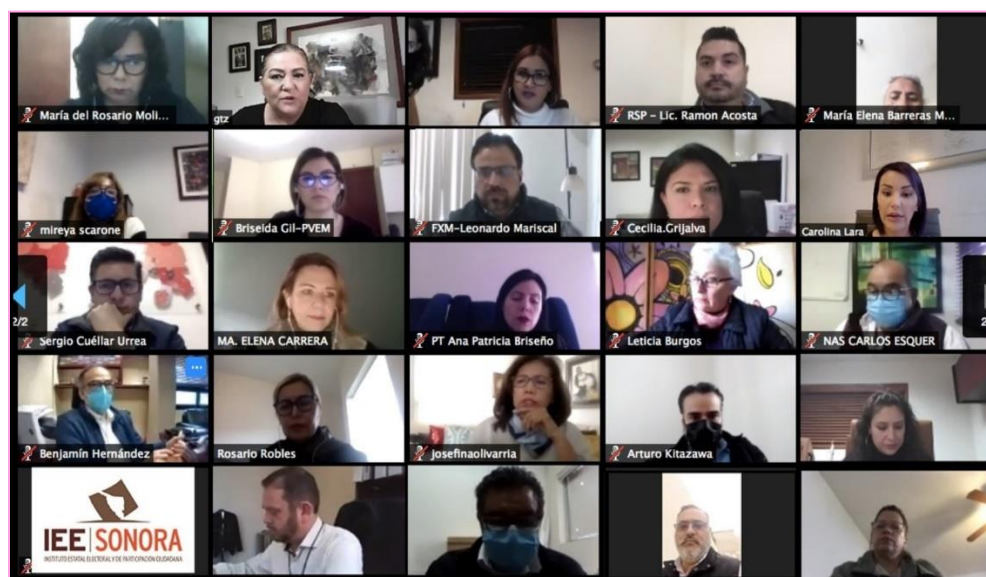 María del Rosario Moli...
gtz
RSP - Lic. Ramon Acosta
María Elena Barreras M...
mireya scarone
Briseida Gil-PVEM
FXM-Leonardo Mariscal
Cecilia.Grijalva
Carolina Lara
2/2
Sergio Cuéllar Urrea
MA. ELENA CARRERA
PT Ana Patricia Briseño
Leticia Burgos
NAS CARLOS ESQUER
2
Benjamín Hernández
Rosario Robles
josefinaolivarria
Arturo Kitazawa
IEE SONORA
INSTITUTO ESTATAL ELECTORAL Y DE PARTICIPACIÓN CIUDADANA